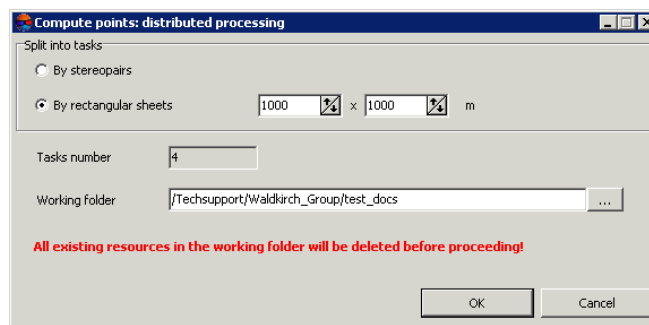 Compute points: distributed processing
Split into tasks
By stereopairs
By rectangular sheets 1000 x 1000 m
Tasks number 4
Working folder /Techsupport/Waldkirch_Group/test_docs ...
All existing resources in the working folder will be deleted before proceeding!
OK Cancel